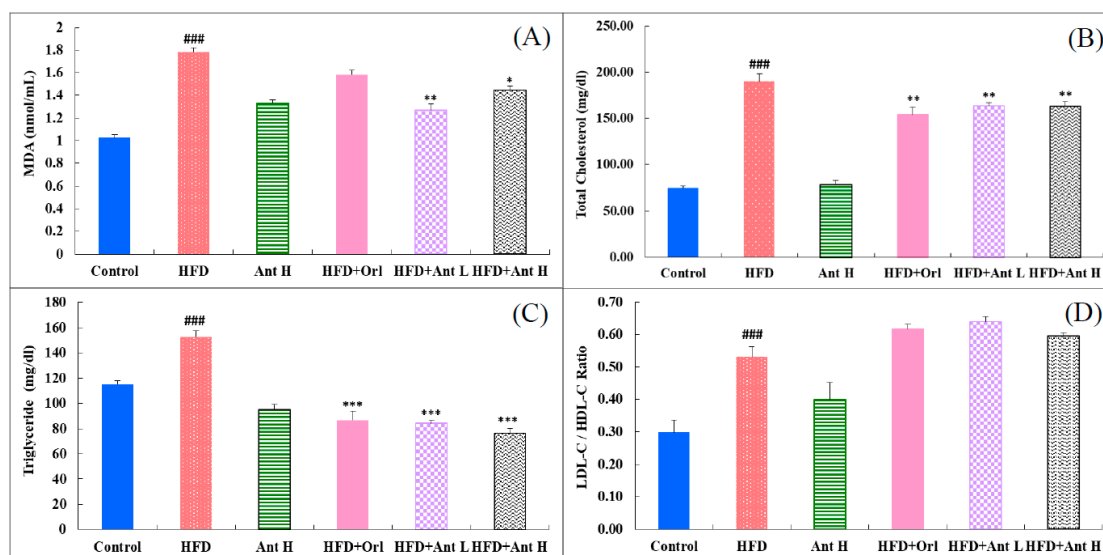 (A)
MDA (nmol/mL)
2
1.8
1.6
1.4
1.2
1
0.8
0.6
0.4
0.2
0
###
**
*
Control HFD Ant H HFD+Orl HFD+Ant L HFD+Ant H
(B)
Total Cholesterol (mg/dl)
200.00
150.00
100.00
50.00
0.00
###
** ** **
Control HFD Ant H HFD+Orl HFD+Ant L HFD+Ant H
(C)
Triglyceride (mg/dl)
180
160
140
120
100
80
60
40
20
0
###
*** *** ***
Control HFD Ant H HFD+Orl HFD+Ant L HFD+Ant H
(D)
LDL-C / HDL-C Ratio
0.70
0.60
0.50
0.40
0.30
0.20
0.10
0.00
###
Control HFD Ant H HFD+Orl HFD+Ant L HFD+Ant H